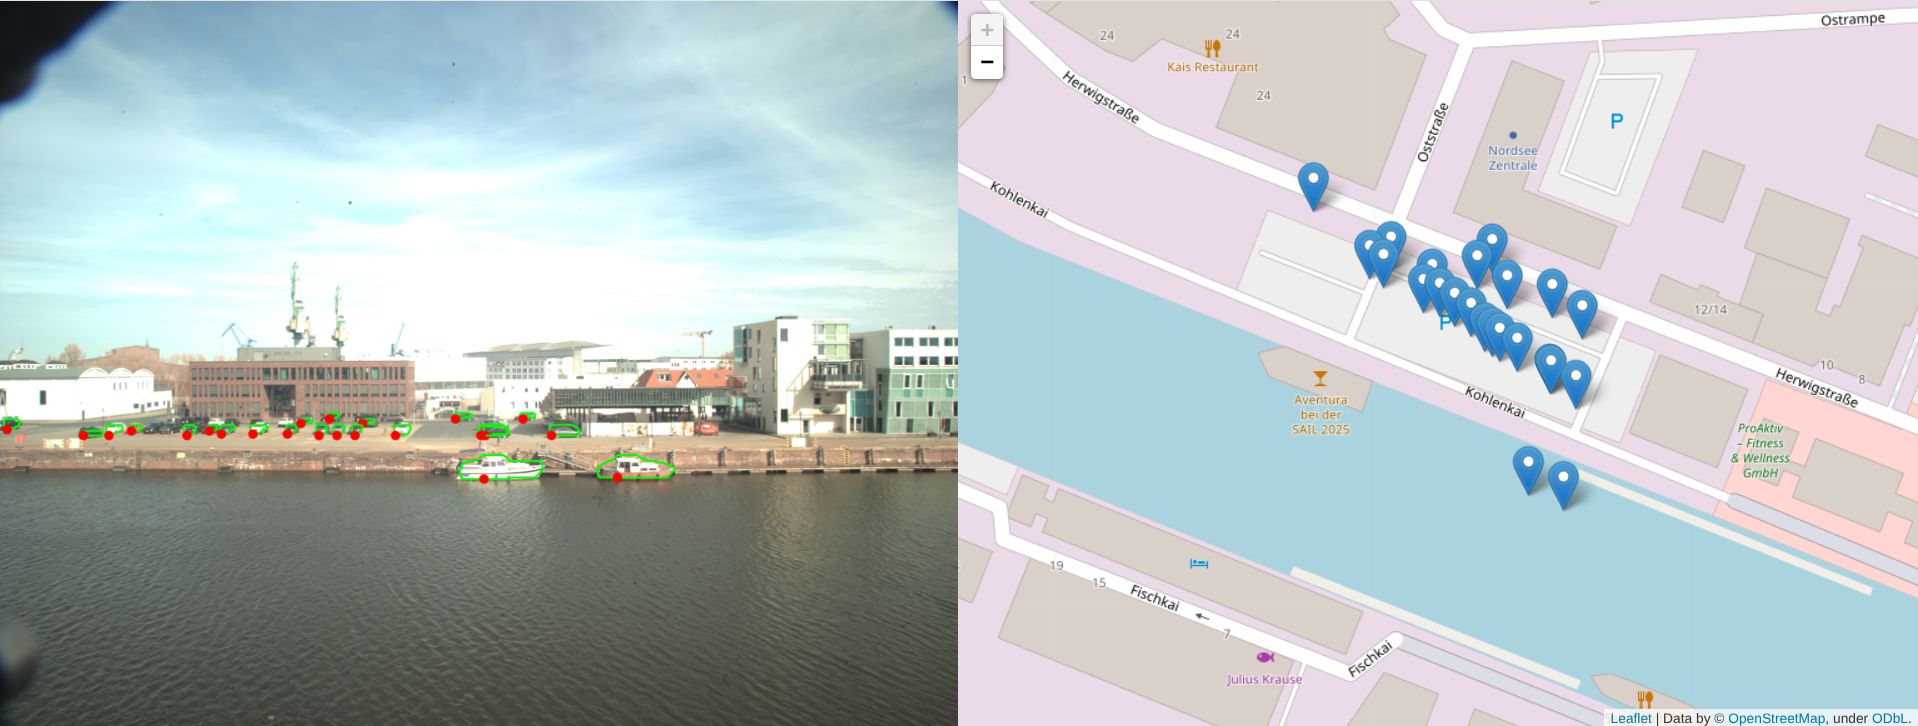 Ostrampe
+
−
24
24
Kais Restaurant
1
Herwigstraße
24
Oststraße
P
Nordsee
Zentrale
Kohlenkai
12/14
P
10
8
Herwigstraße
Kohlenkai
Aventura
bei der
SAIL 2025
ProAktiv
- Fitness
& Wellness
GmbH
19
15
Fischkai
7
Fischkai
Julius Krause
Leaflet | Data by © OpenStreetMap, under ODbL.